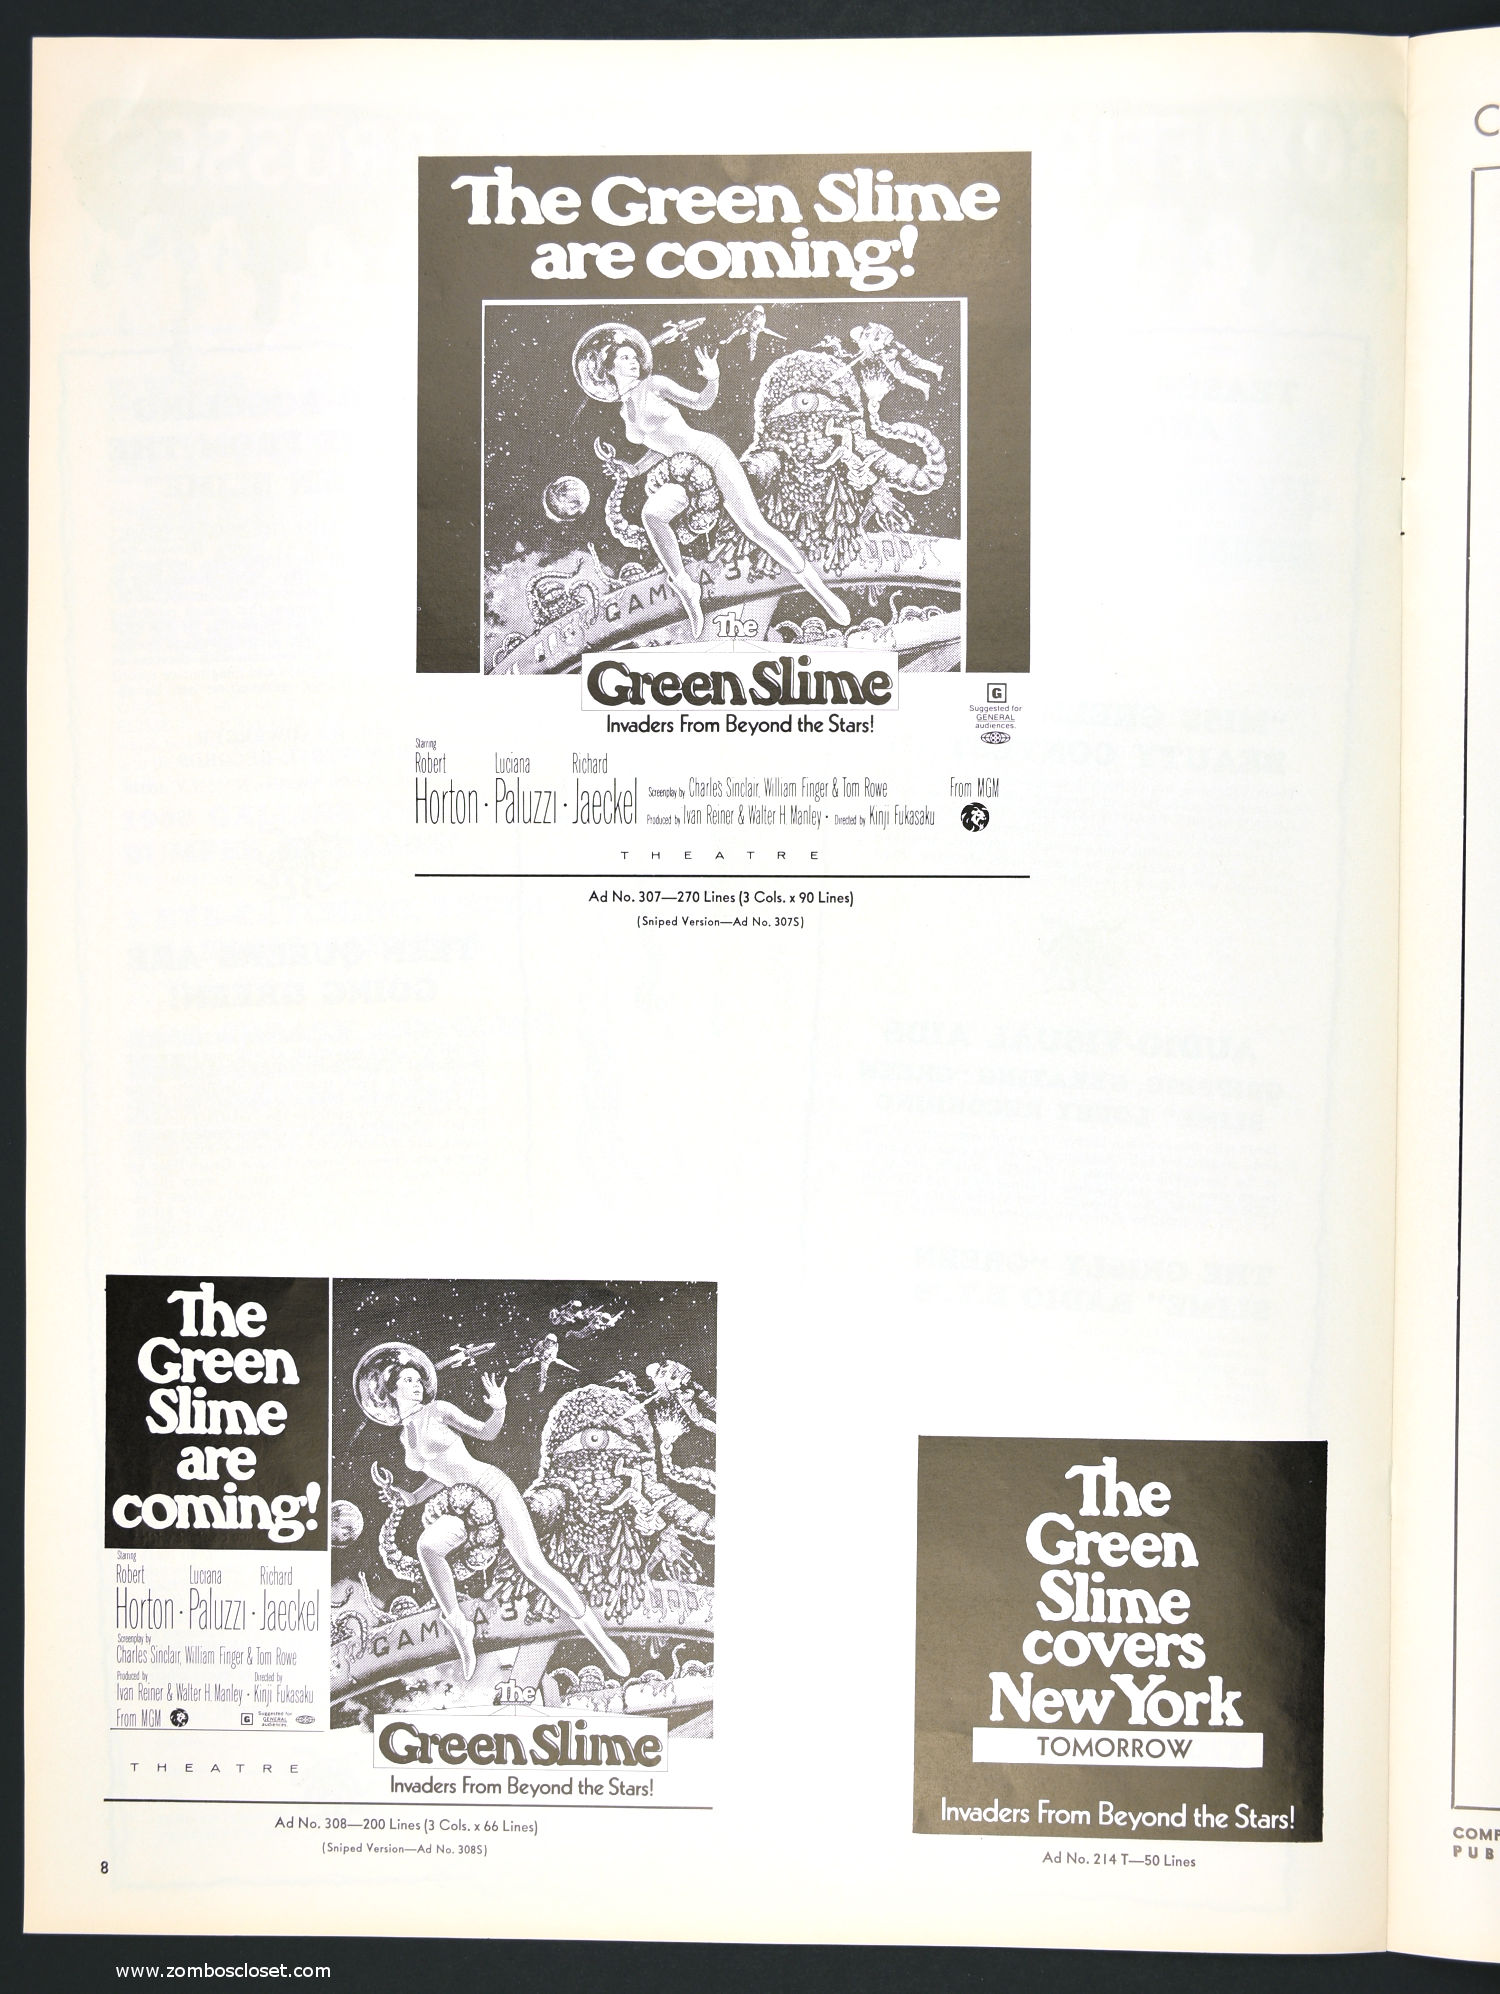 The Green Slime
are coming!
GAM A 3
The
Green Slime
Invaders From Beyond the Stars!
G
Suggested for
GENERAL
audiences.
Starring
Robert Luciana Richard
Horton · Paluzzi · Jaeckel
Screenplay by Charles Sinclair, William Finger & Tom Rowe
Produced by Ivan Reiner & Walter H. Manley · Directed by Kinji Fukasaku
From MGM
THEATRE
Ad No. 307—270 Lines (3 Cols. x 90 Lines)
(Sniped Version—Ad No. 307S)
The
Green
Slime
are
coming!
Starring
Robert Luciana Richard
Horton · Paluzzi · Jaeckel
Screenplay by
Charles Sinclair, William Finger & Tom Rowe
Produced by Directed by
Ivan Reiner & Walter H. Manley · Kinji Fukasaku
From MGM
G
Suggested for
GENERAL
audiences.
THEATRE
GAM A 3
The
Green Slime
Invaders From Beyond the Stars!
Ad No. 308—200 Lines (3 Cols. x 66 Lines)
(Sniped Version—Ad No. 308S)
The
Green
Slime
covers
New York
TOMORROW
Invaders From Beyond the Stars!
Ad No. 214 T—50 Lines
8
C
COMP
PUB
www.zomboscloset.com